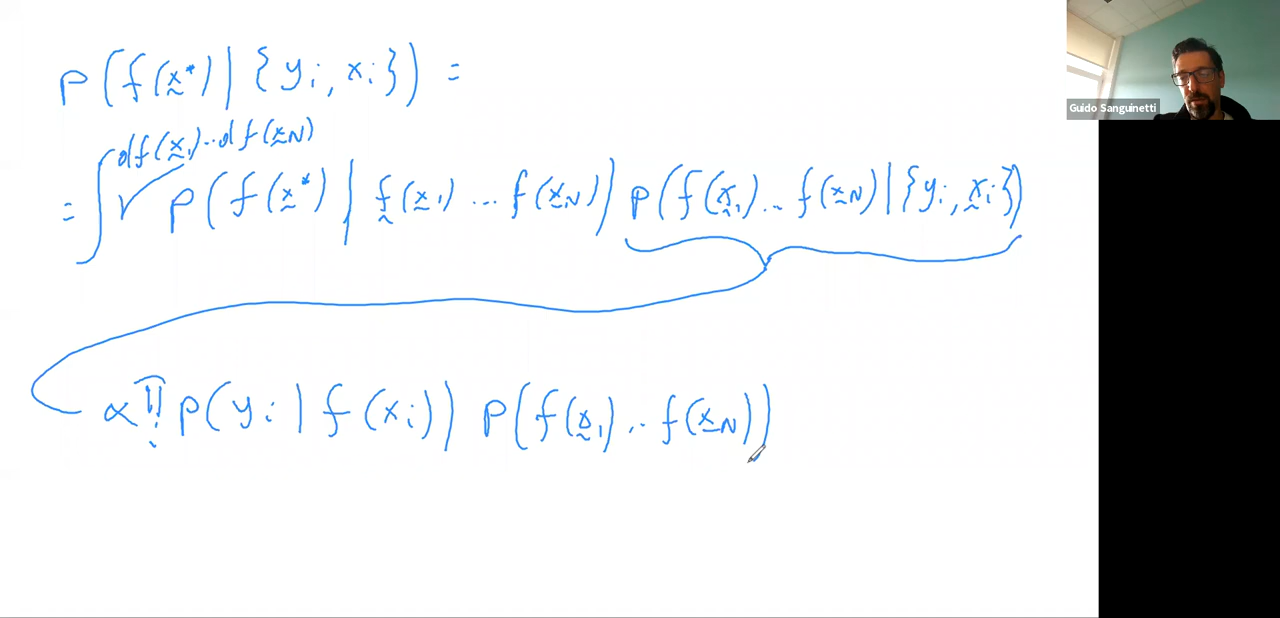 p(f(x*) | {yi, xi}) =
df(x1)..df(xN)
= ∫ p(f(x*) | f(x1) ... f(xN)) p(f(x1) .. f(xN) | {yi, xi})
∝ ∏i p(yi | f(xi)) p(f(x1) .. f(xN))
Guido Sanguinetti